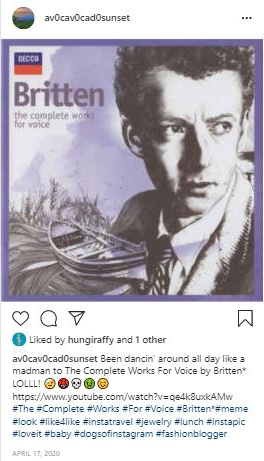 av0cav0cad0sunset
DECCA
Britten
the complete works
for voice
Liked by hungiraffy and 1 other
av0cav0cad0sunset Been dancin' around all day like a
madman to The Complete Works For Voice by Britten*
LOLLL! 🥴🤬💀🤢😊
https://www.youtube.com/watch?v=qe4k8uxkAMw
#The #Complete #Works #For #Voice #Britten*#meme
#look #like4like #instatravel #jewelry #lunch #instapic
#loveit #baby #dogsofinstagram #fashionblogger
APRIL 17, 2020